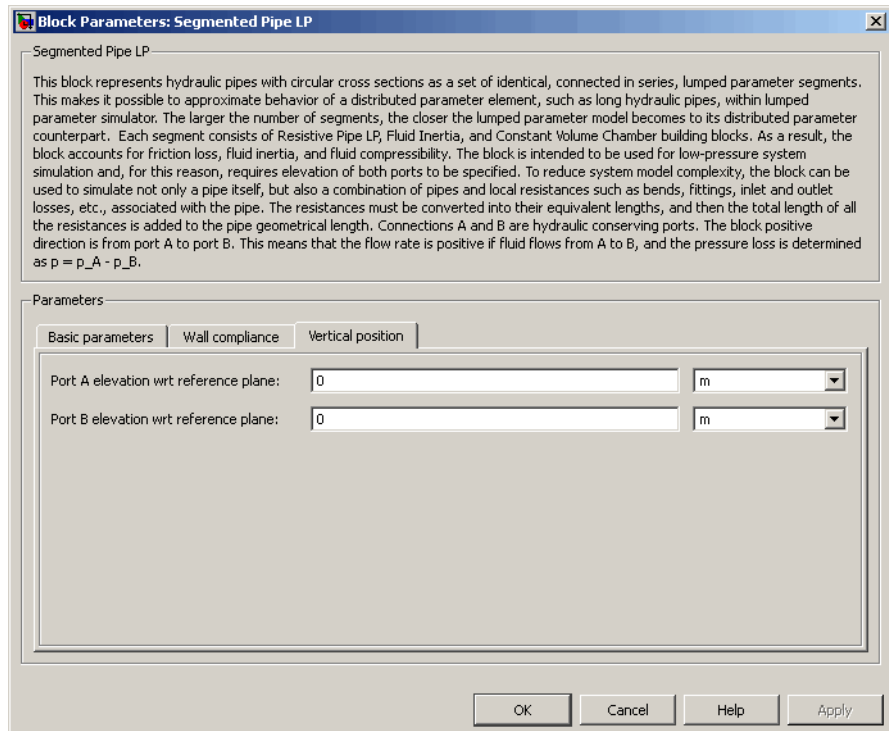 Block Parameters: Segmented Pipe LP
Segmented Pipe LP
This block represents hydraulic pipes with circular cross sections as a set of identical, connected in series, lumped parameter segments.
This makes it possible to approximate behavior of a distributed parameter element, such as long hydraulic pipes, within lumped
parameter simulator. The larger the number of segments, the closer the lumped parameter model becomes to its distributed parameter
counterpart.  Each segment consists of Resistive Pipe LP, Fluid Inertia, and Constant Volume Chamber building blocks. As a result, the
block accounts for friction loss, fluid inertia, and fluid compressibility. The block is intended to be used for low-pressure system
simulation and, for this reason, requires elevation of both ports to be specified. To reduce system model complexity, the block can be
used to simulate not only a pipe itself, but also a combination of pipes and local resistances such as bends, fittings, inlet and outlet
losses, etc., associated with the pipe. The resistances must be converted into their equivalent lengths, and then the total length of all
the resistances is added to the pipe geometrical length. Connections A and B are hydraulic conserving ports. The block positive
direction is from port A to port B. This means that the flow rate is positive if fluid flows from A to B, and the pressure loss is determined
as p = p_A - p_B.
Parameters
Basic parameters Wall compliance Vertical position
Port A elevation wrt reference plane: 0 m
Port B elevation wrt reference plane: 0 m
OK Cancel Help Apply